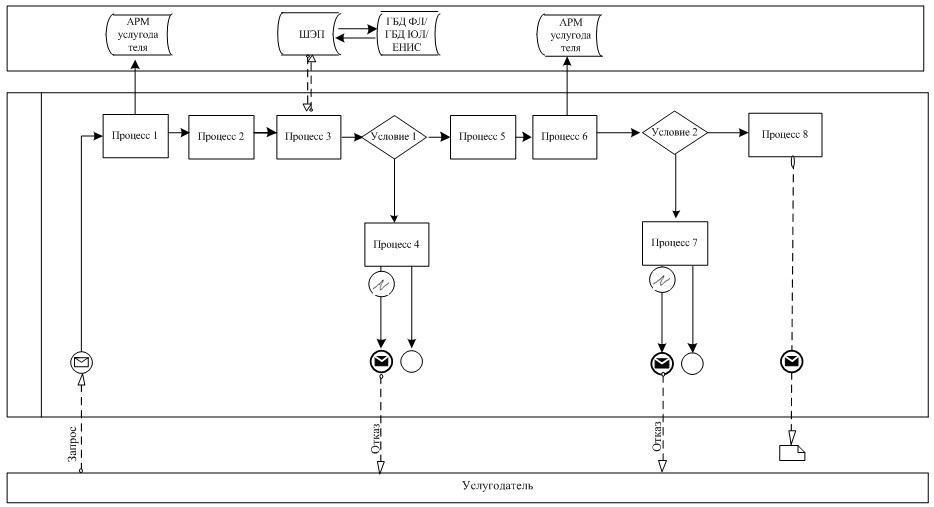 АРМ
услугода
теля
ШЭП
ГБД ФЛ/
ГБД ЮЛ/
ЕНИС
АРМ
услугода
теля
Процесс 1
Процесс 2
Процесс 3
Условие 1
Процесс 5
Процесс 6
Условие 2
Процесс 8
Процесс 4
Процесс 7
Запрос
Отказ
Отказ
Услугодатель